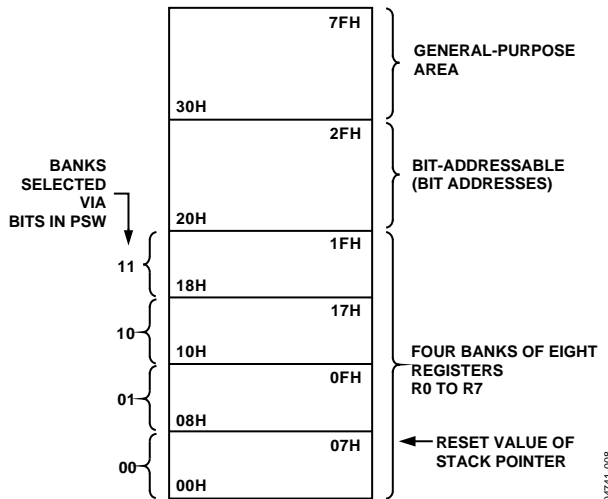 7FH
GENERAL-PURPOSE
AREA
30H
2FH
BANKS
SELECTED
VIA
BITS IN PSW
BIT-ADDRESSABLE
(BIT ADDRESSES)
20H
1FH
11
18H
17H
10
10H
FOUR BANKS OF EIGHT
REGISTERS
R0 TO R7
0FH
01
08H
07H
RESET VALUE OF
STACK POINTER
00
00H